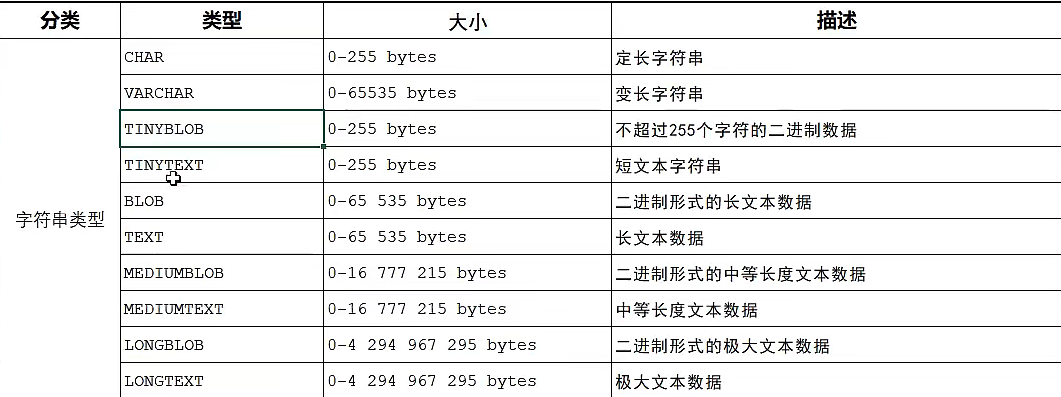 分类 类型 大小 描述
CHAR 0-255 bytes 定长字符串
VARCHAR 0-65535 bytes 变长字符串
TINYBLOB 0-255 bytes 不超过255个字符的二进制数据
TINYTEXT 0-255 bytes 短文本字符串
BLOB 0-65 535 bytes 二进制形式的长文本数据
字符串类型
TEXT 0-65 535 bytes 长文本数据
MEDIUMBLOB 0-16 777 215 bytes 二进制形式的中等长度文本数据
MEDIUMTEXT 0-16 777 215 bytes 中等长度文本数据
LONGBLOB 0-4 294 967 295 bytes 二进制形式的极大文本数据
LONGTEXT 0-4 294 967 295 bytes 极大文本数据